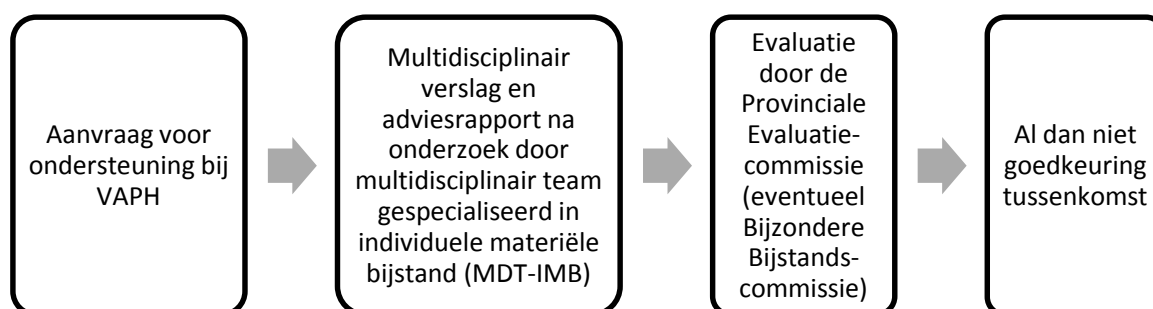 Aanvraag voor
ondersteuning bij
VAPH
Multidisciplinair
verslag en
adviesrapport na
onderzoek door
multidisciplinair team
gespecialiseerd in
individuele materiële
bijstand (MDT-IMB)
Evaluatie
door de
Provinciale
Evaluatie-
commissie
(eventueel
Bijzondere
Bijstands-
commissie)
Al dan niet
goedkeuring
tussenkomst